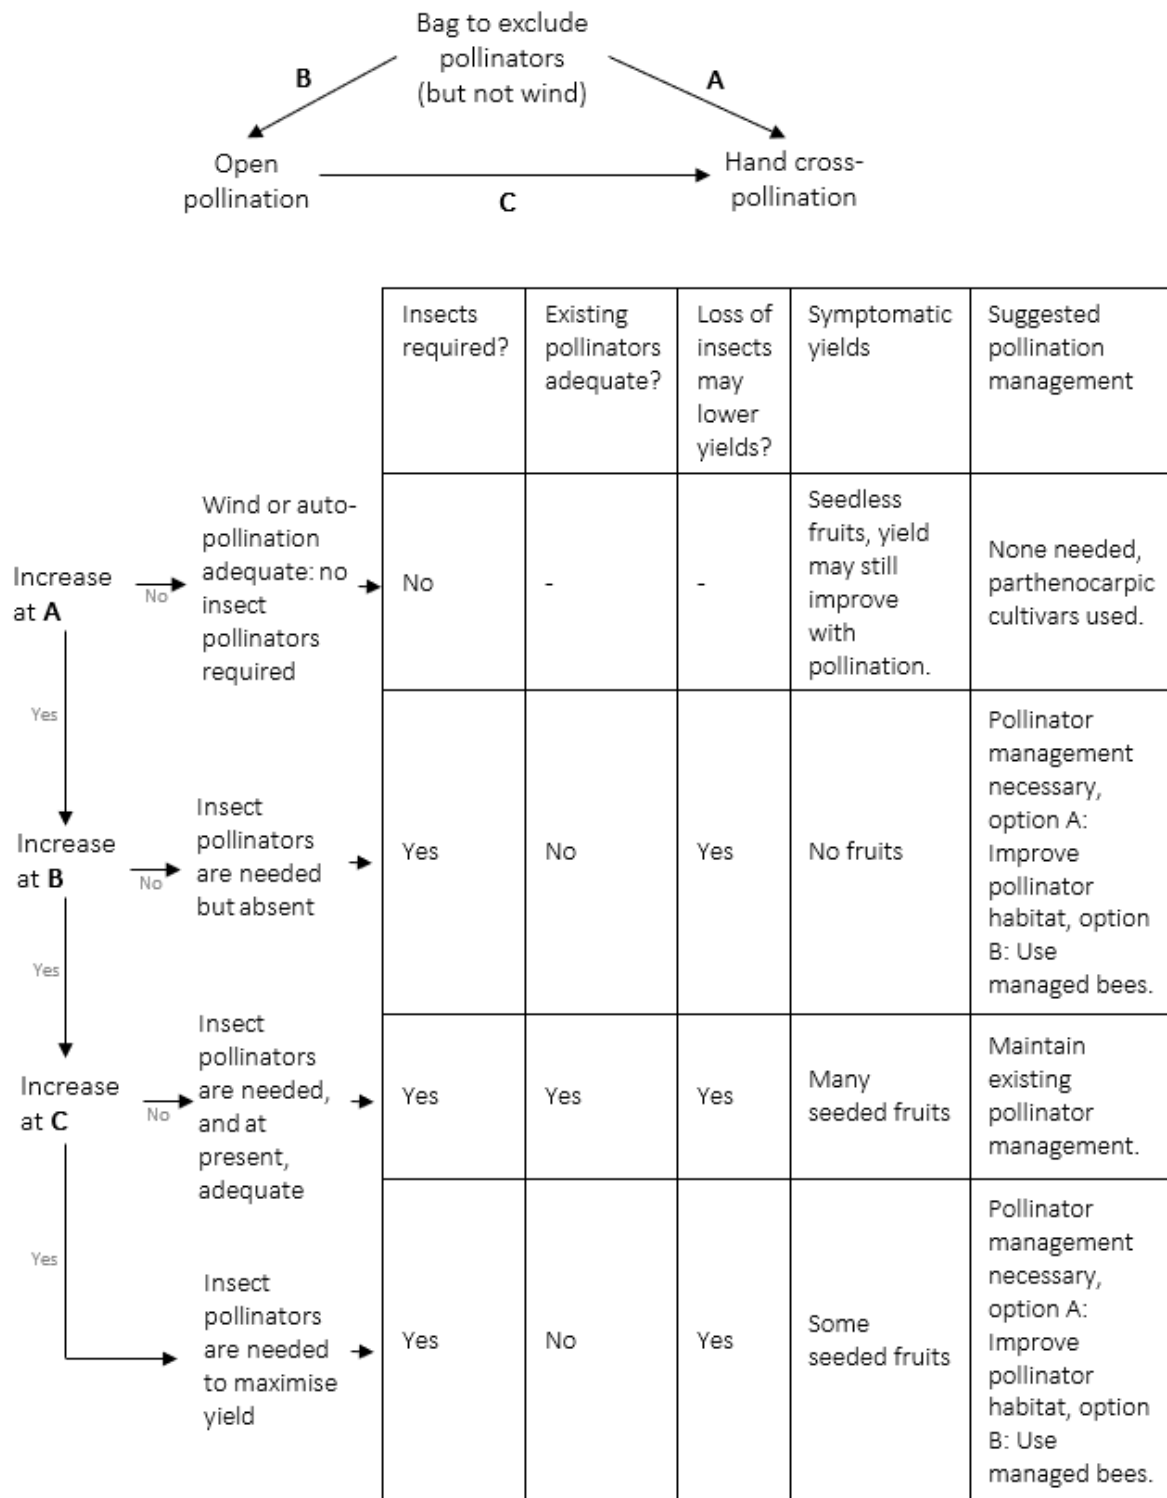 Bag to exclude
pollinators
(but not wind)
B
A
Open
pollination
C
Hand cross-
pollination
Insects
required?
Existing
pollinators
adequate?
Loss of
insects
may
lower
yields?
Symptomatic
yields
Suggested
pollination
management
Increase
at A
No
Wind or auto-
pollination
adequate: no
insect
pollinators
required
No
-
-
Seedless
fruits, yield
may still
improve
with
pollination.
None needed,
parthenocarpic
cultivars used.
Yes
Increase
at B
No
Insect
pollinators
are needed
but absent
Yes
No
Yes
No fruits
Pollinator
management
necessary,
option A:
Improve
pollinator
habitat, option
B: Use
managed bees.
Yes
Increase
at C
No
Insect
pollinators
are needed,
and at
present,
adequate
Yes
Yes
Yes
Many
seeded fruits
Maintain
existing
pollinator
management.
Yes
Insect
pollinators
are needed
to maximise
yield
Yes
No
Yes
Some
seeded fruits
Pollinator
management
necessary,
option A:
Improve
pollinator
habitat, option
B: Use
managed bees.